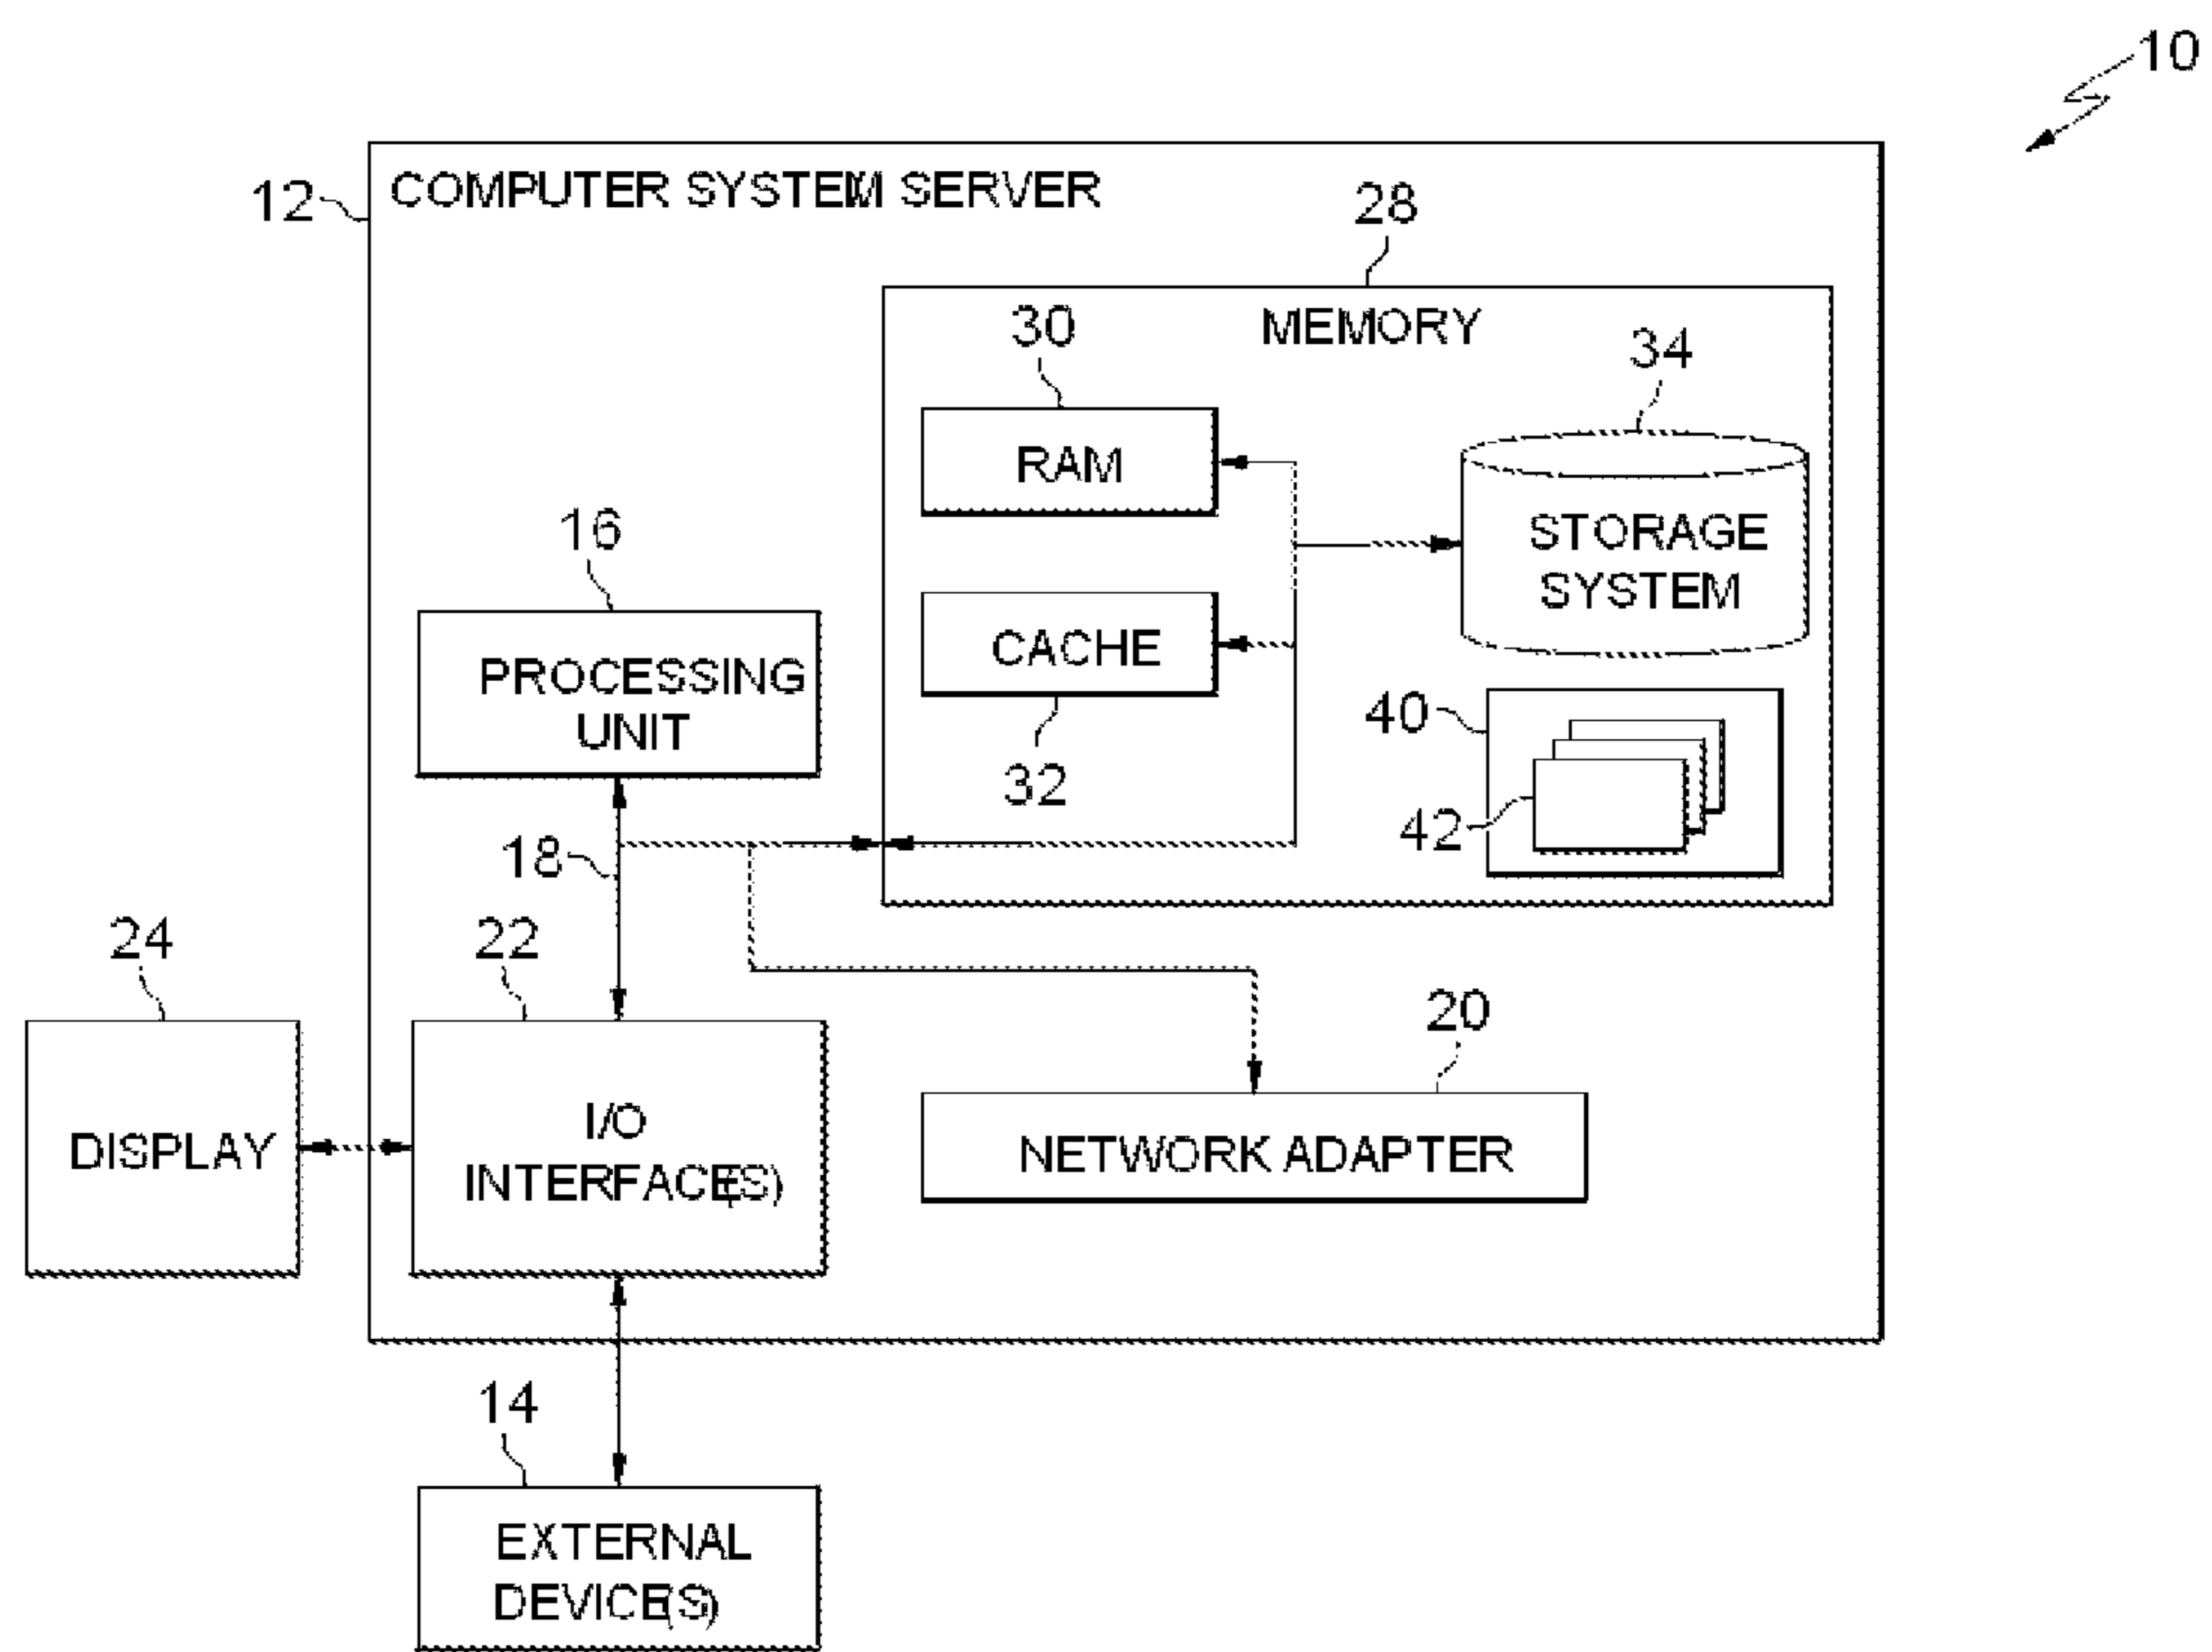 10
12
COMPUTER SYSTEM SERVER
28
MEMORY
30
34
RAM
STORAGE
SYSTEM
16
CACHE
PROCESSING
UNIT
32
40
42
18
24
22
20
DISPLAY
I/O
INTERFACE(S)
NETWORK ADAPTER
14
EXTERNAL
DEVICE(S)